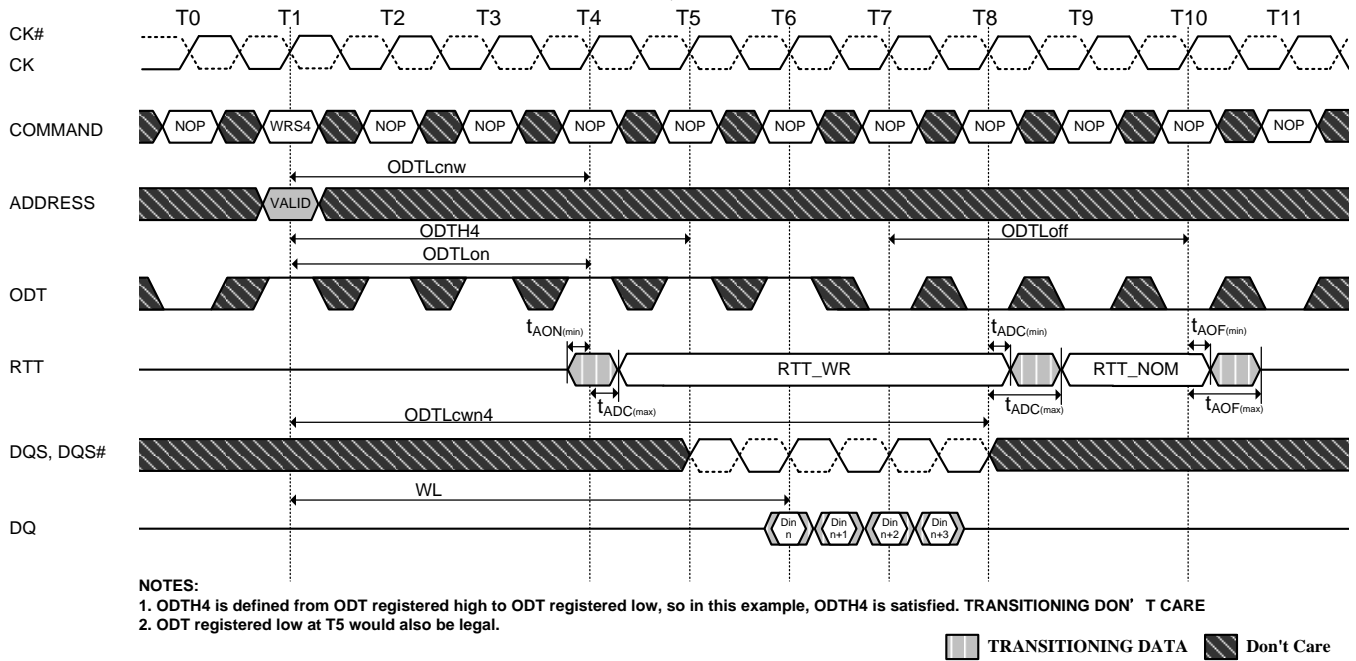 T0 T1 T2 T3 T4 T5 T6 T7 T8 T9 T10 T11
CK#
CK
COMMAND NOP WRS4 NOP NOP NOP NOP NOP NOP NOP NOP NOP NOP
ODTLcnw
ADDRESS VALID
ODTH4 ODTLoff
ODTLon
ODT
tAON(min) tADC(min) tAOF(min)
RTT RTT_WR RTT_NOM
tADC(max) tADC(max) tAOF(max)
ODTLcwn4
DQS, DQS#
WL
DQ Din n Din n+1 Din n+2 Din n+3
NOTES:
1. ODTH4 is defined from ODT registered high to ODT registered low, so in this example, ODTH4 is satisfied. TRANSITIONING DON’ T CARE
2. ODT registered low at T5 would also be legal.
TRANSITIONING DATA Don't Care